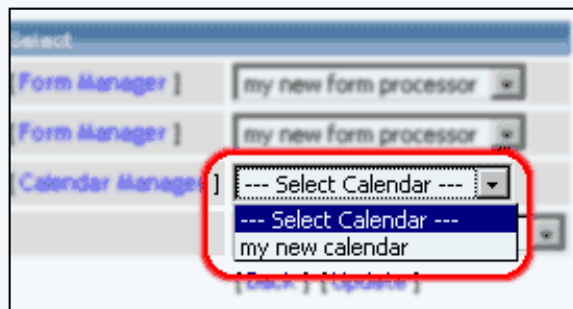 Select
[ Form Manager ] my new form processor
[ Form Manager ] my new form processor
[ Calendar Manager ] --- Select Calendar ---
--- Select Calendar ---
my new calendar
[ Back ] [ Update ]